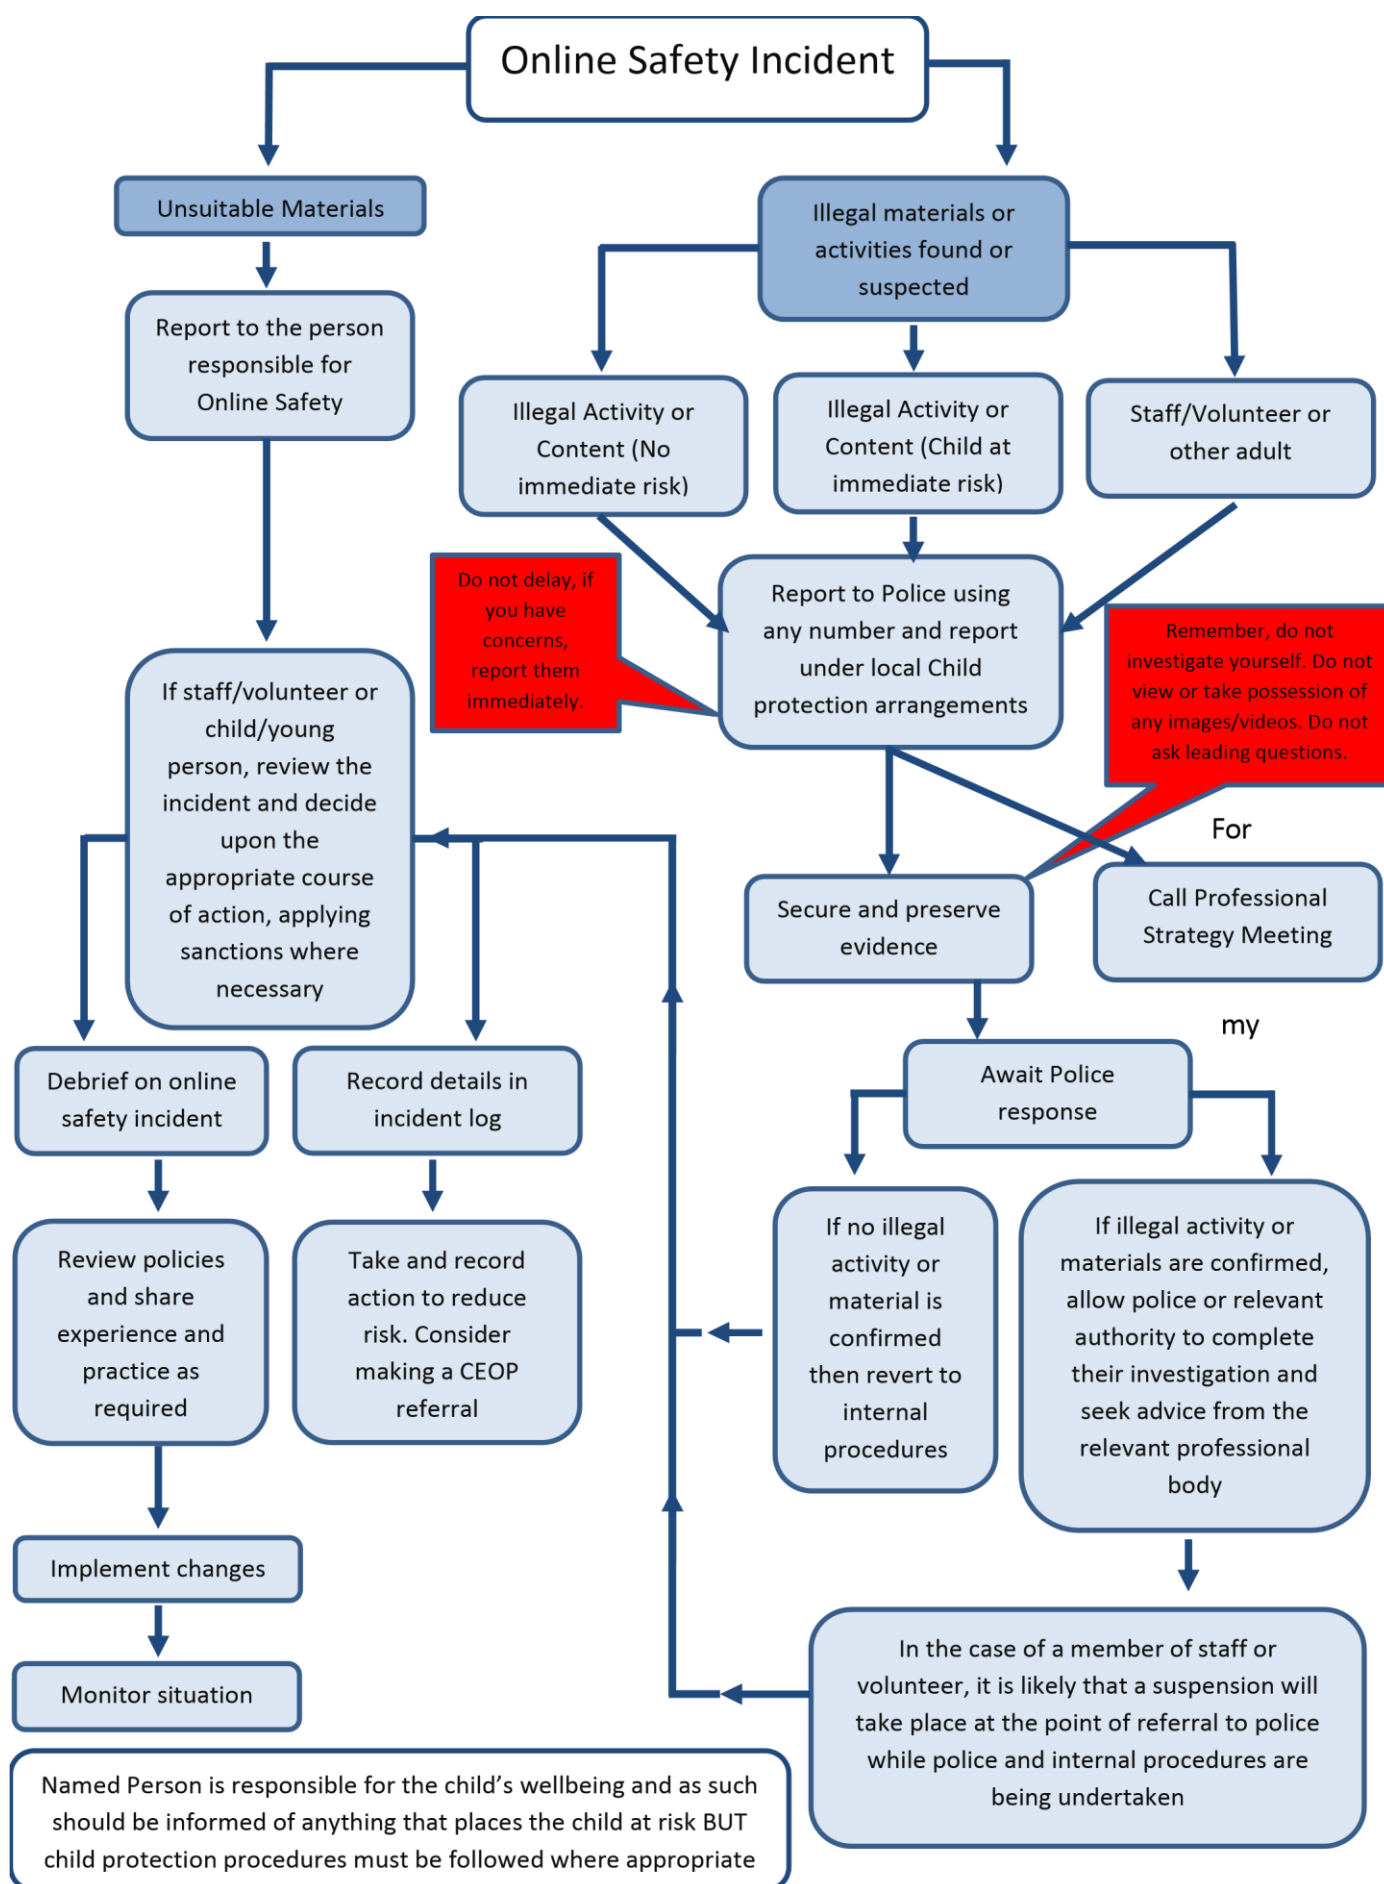 Online Safety Incident
Unsuitable Materials
Illegal materials or
activities found or
suspected
Report to the person
responsible for
Online Safety
Illegal Activity or
Content (No
immediate risk)
Illegal Activity or
Content (Child at
immediate risk)
Staff/Volunteer or
other adult
Do not delay, if
you have
concerns,
report them
immediately.
Report to Police using
any number and report
under local Child
protection arrangements
Remember, do not
investigate yourself. Do not
view or take possession of
any images/videos. Do not
ask leading questions.
If staff/volunteer or
child/young
person, review the
incident and decide
upon the
appropriate course
of action, applying
sanctions where
necessary
For
Secure and preserve
evidence
Call Professional
Strategy Meeting
my
Debrief on online
safety incident
Record details in
incident log
Await Police
response
Review policies
and share
experience and
practice as
required
Take and record
action to reduce
risk. Consider
making a CEOP
referral
If no illegal
activity or
material is
confirmed
then revert to
internal
procedures
If illegal activity or
materials are confirmed,
allow police or relevant
authority to complete
their investigation and
seek advice from the
relevant professional
body
Implement changes
Monitor situation
In the case of a member of staff or
volunteer, it is likely that a suspension will
take place at the point of referral to police
while police and internal procedures are
being undertaken
Named Person is responsible for the child’s wellbeing and as such
should be informed of anything that places the child at risk BUT
child protection procedures must be followed where appropriate